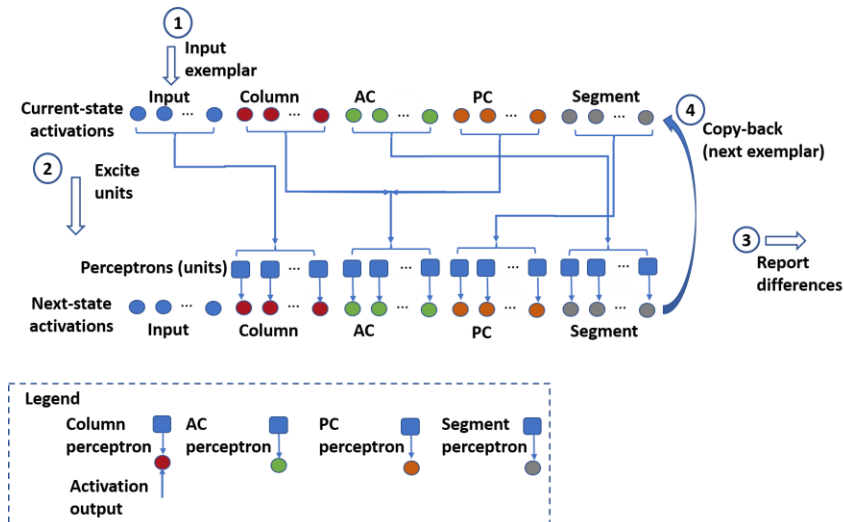 1
Input
exemplar
Input Column AC PC Segment
Current-state
activations
... ... ... ... ...
4
Copy-back
(next exemplar)
2
Excite
units
3
Report
differences
Perceptrons (units)
... ... ... ...
Next-state
activations
... ... ... ... ...
Input Column AC PC Segment
Legend
Column
perceptron
AC
perceptron
PC
perceptron
Segment
perceptron
Activation
output